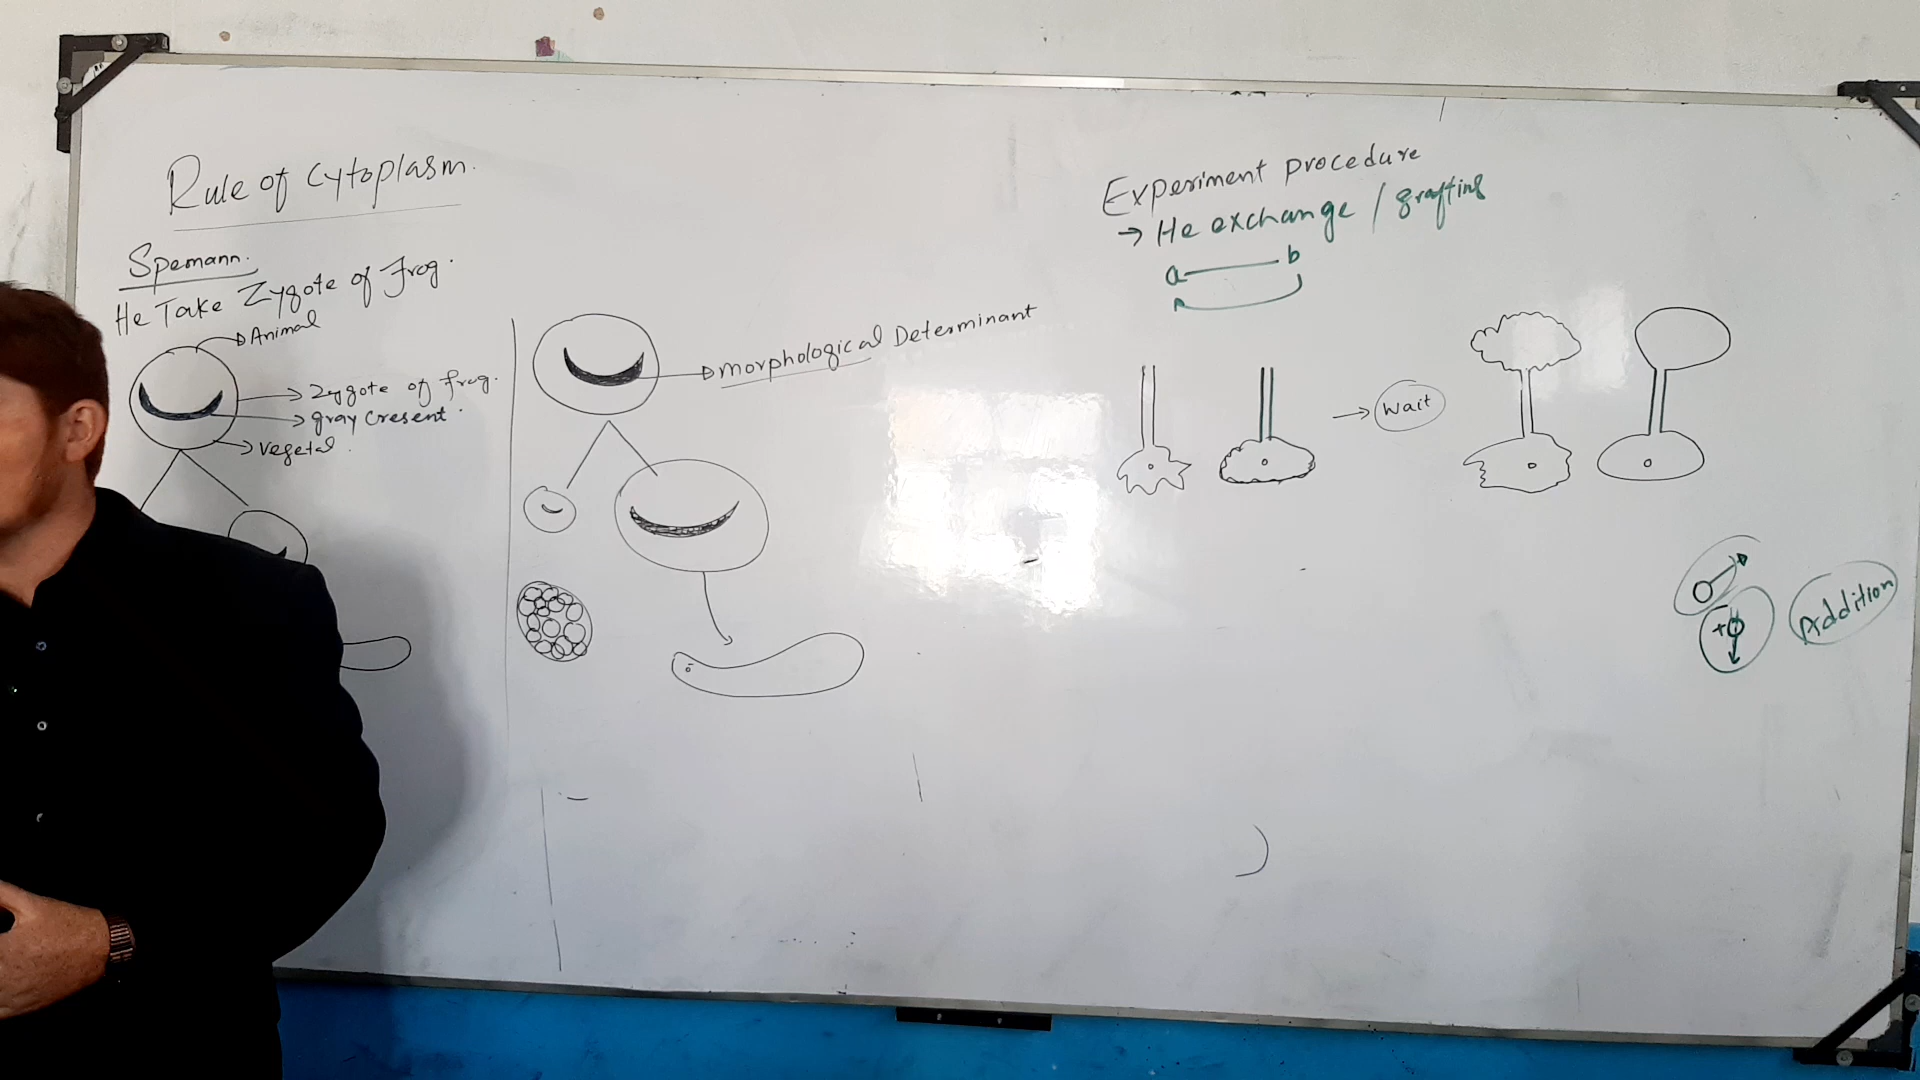 Rule of cytoplasm.
Spemann.
He Take Zygote of Frog.
Animal
Zygote of frog.
gray Cresent.
Vegetal.
morphological Determinant
Experiment procedure
→ He exchange / grafting
a b
→ Wait
+
Addition